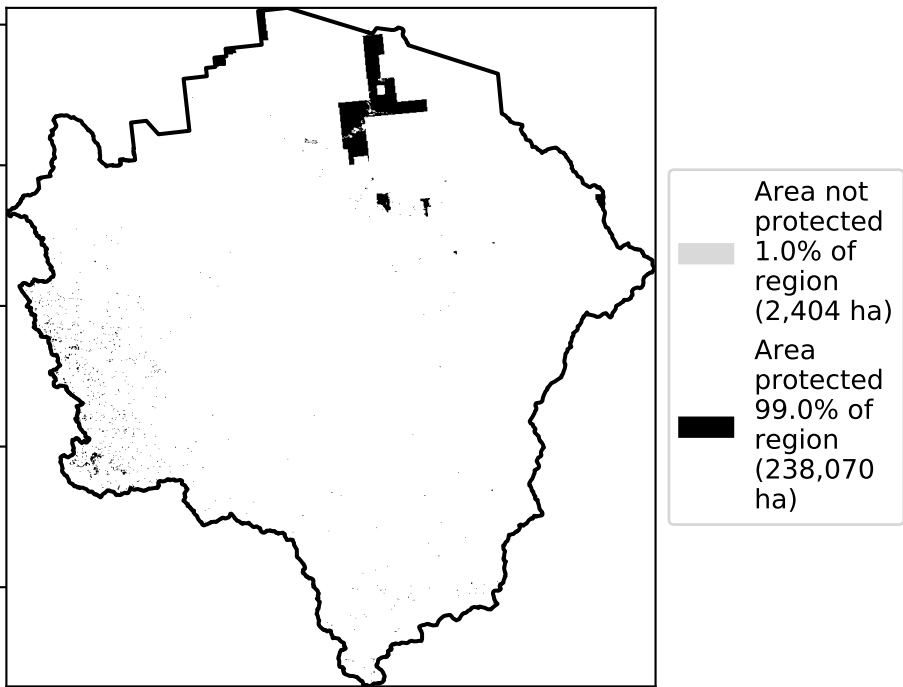 Area not
protected
1.0% of
region
(2,404 ha)
Area
protected
99.0% of
region
(238,070
ha)